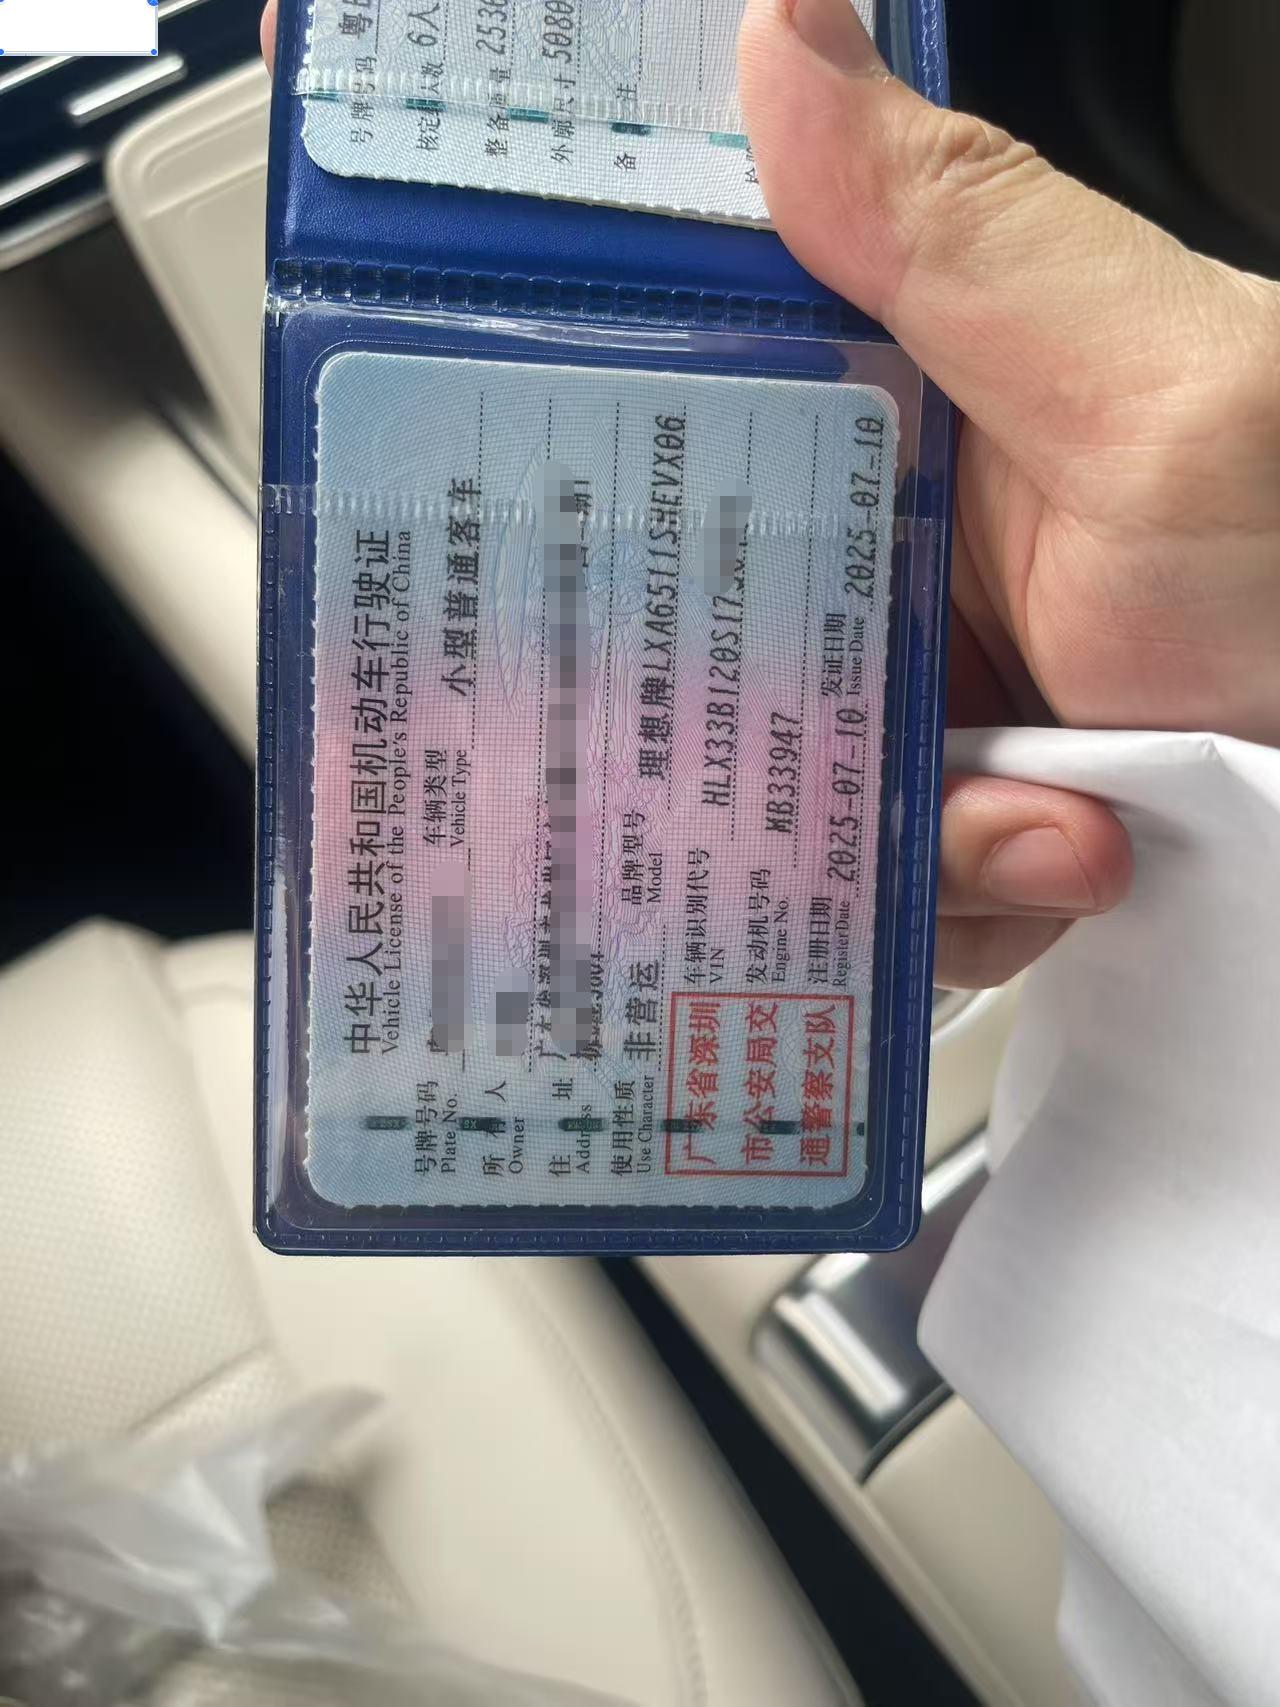 中华人民共和国机动车行驶证
Vehicle License of the People's Republic of China
号牌号码
Plate No.
车辆类型 小型普通客车
Vehicle Type
所有人
Owner
住址
Address
使用性质 非营运
Use Character
品牌型号 理想牌LXA6511SHEVX06
Model
车辆识别代号 HLX33B120S17
VIN
发动机号码 MB33947
Engine No.
注册日期 2025-07-10
Register Date
发证日期 2025-07-10
Issue Date
广东省深圳
市公安局交
通警察支队
号牌号码 粤
核定载人数 6人
整备质量 253
外廓尺寸 5080
备注